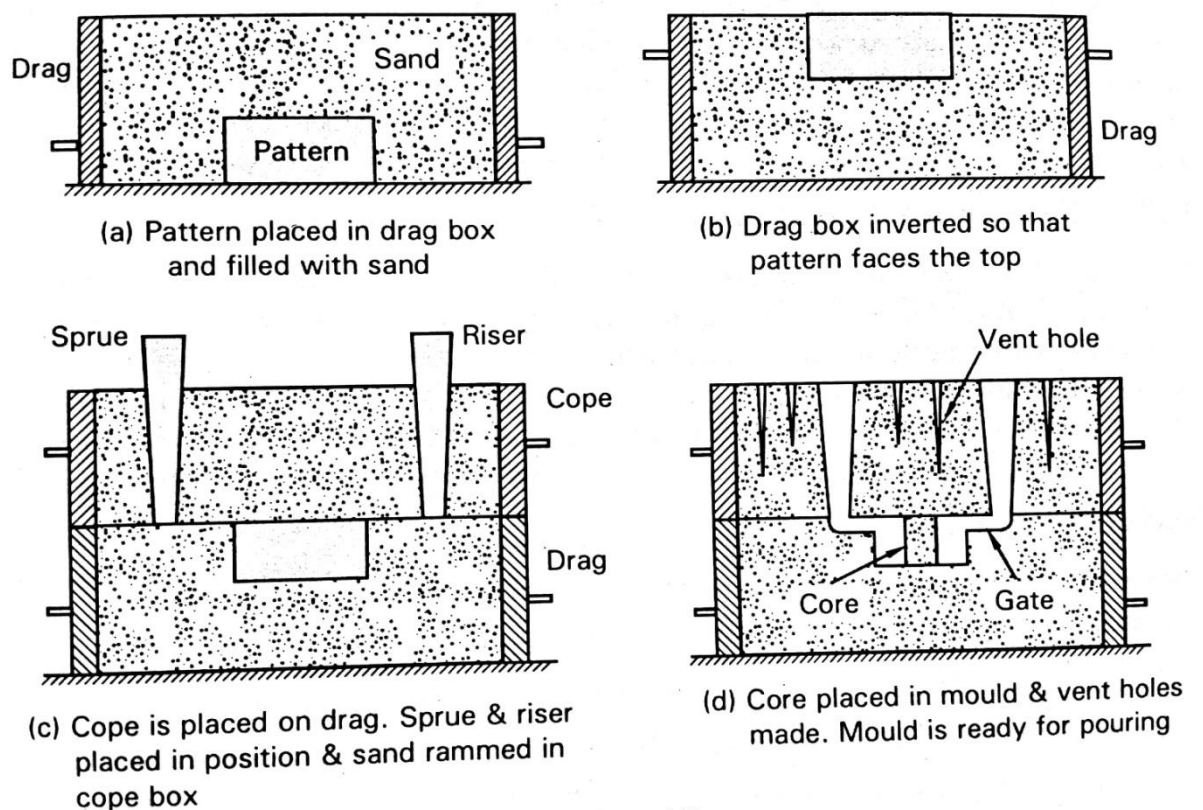 Drag
Sand
Pattern
(a) Pattern placed in drag box
and filled with sand
Drag
(b) Drag box inverted so that
pattern faces the top
Sprue
Riser
Cope
Drag
(c) Cope is placed on drag. Sprue & riser
placed in position & sand rammed in
cope box
Vent hole
Core
Gate
(d) Core placed in mould & vent holes
made. Mould is ready for pouring